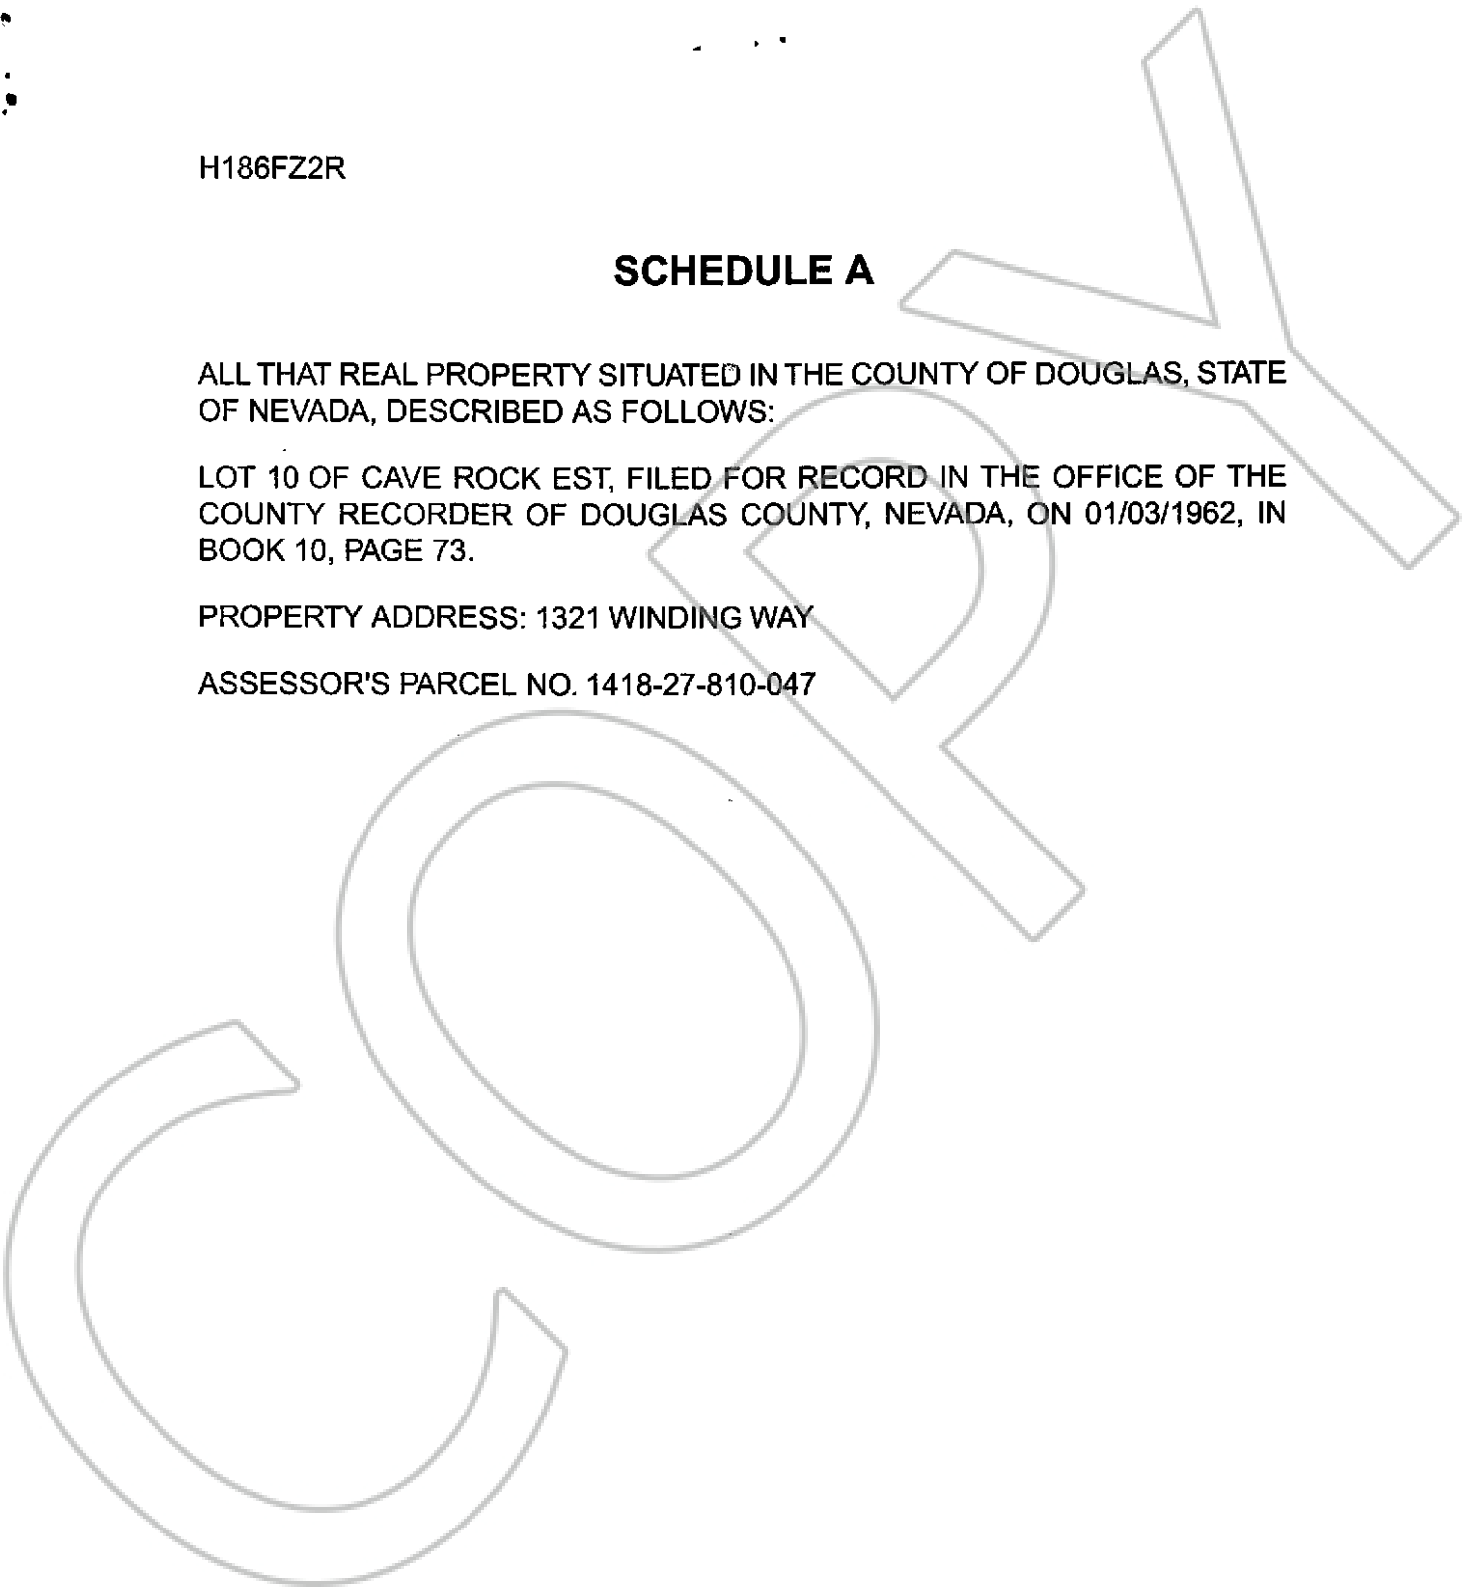 H186FZ2R
SCHEDULE A
ALL THAT REAL PROPERTY SITUATED IN THE COUNTY OF DOUGLAS, STATE
OF NEVADA, DESCRIBED AS FOLLOWS:
LOT 10 OF CAVE ROCK EST, FILED FOR RECORD IN THE OFFICE OF THE
COUNTY RECORDER OF DOUGLAS COUNTY, NEVADA, ON 01/03/1962, IN
BOOK 10, PAGE 73.
PROPERTY ADDRESS: 1321 WINDING WAY
ASSESSOR'S PARCEL NO. 1418-27-810-047
COPY